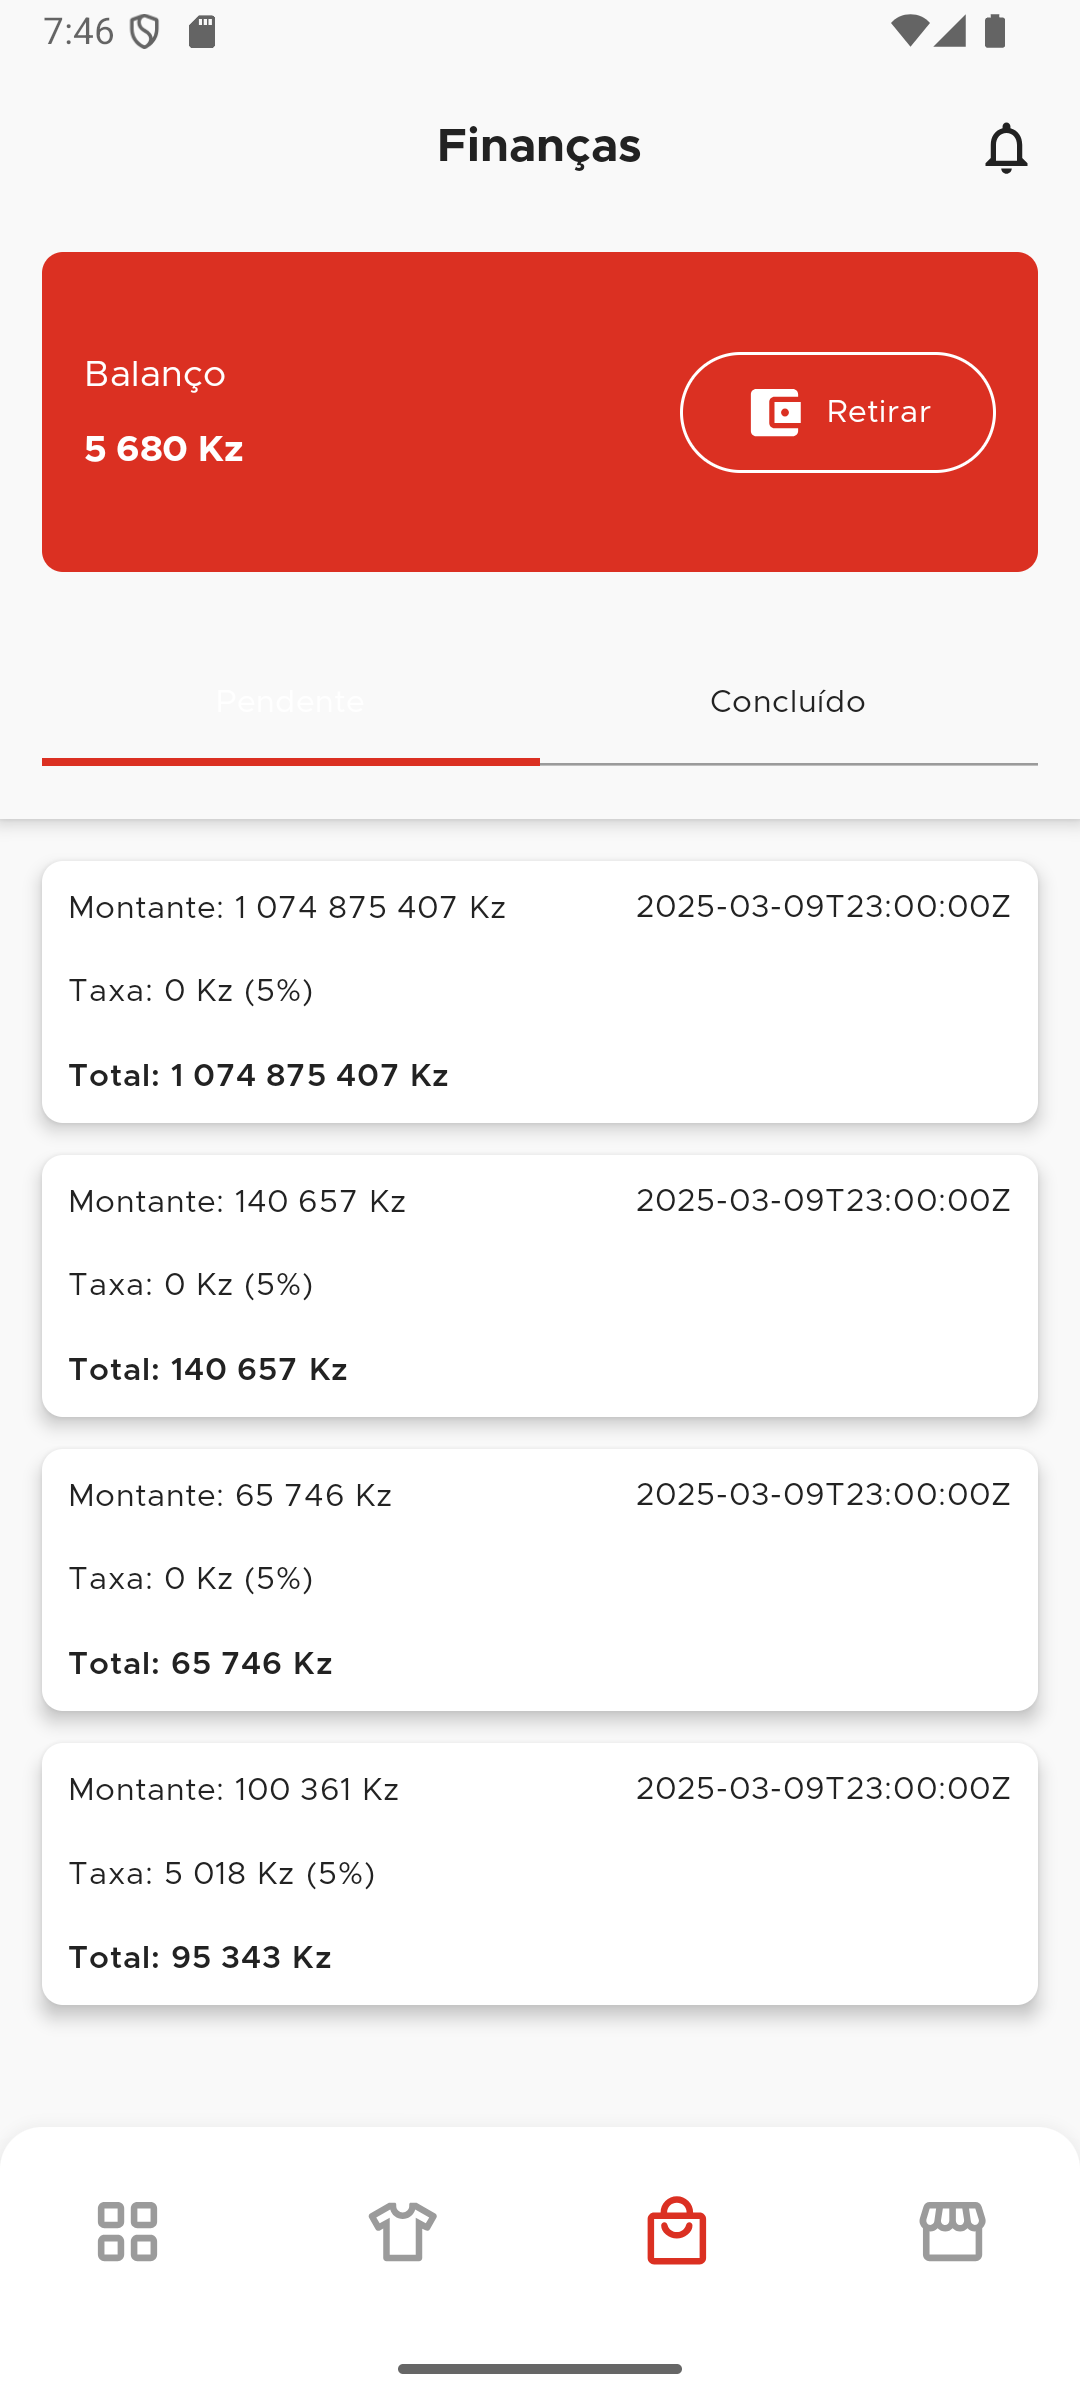 7:46
Finanças
Balanço
5 680 Kz
Retirar
Pendente
Concluído
Montante: 1 074 875 407 Kz
2025-03-09T23:00:00Z
Taxa: 0 Kz (5%)
Total: 1 074 875 407 Kz
Montante: 140 657 Kz
2025-03-09T23:00:00Z
Taxa: 0 Kz (5%)
Total: 140 657 Kz
Montante: 65 746 Kz
2025-03-09T23:00:00Z
Taxa: 0 Kz (5%)
Total: 65 746 Kz
Montante: 100 361 Kz
2025-03-09T23:00:00Z
Taxa: 5 018 Kz (5%)
Total: 95 343 Kz